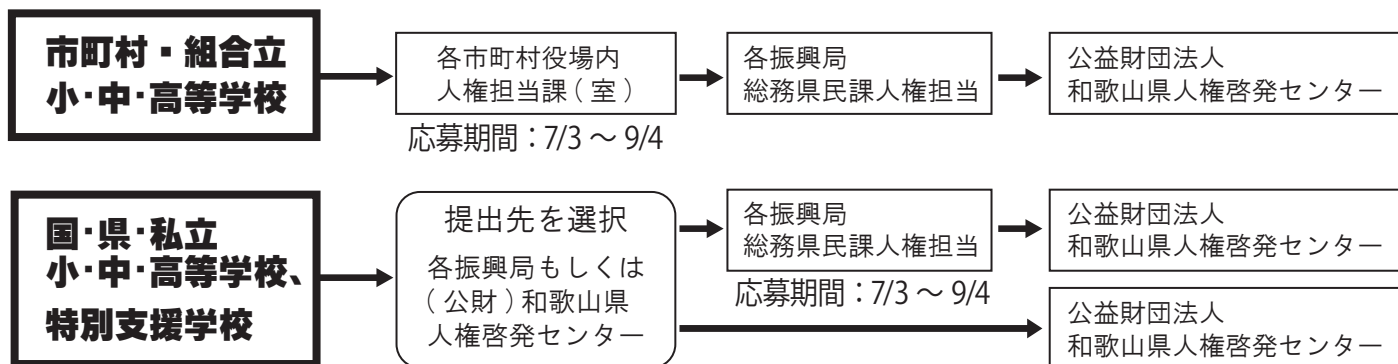 市町村・組合立
小・中・高等学校
各市町村役場内
人権担当課(室)
応募期間：7/3～9/4
各振興局
総務県民課人権担当
公益財団法人
和歌山県人権啓発センター
国・県・私立
小・中・高等学校、
特別支援学校
提出先を選択
各振興局もしくは
(公財)和歌山県
人権啓発センター
各振興局
総務県民課人権担当
応募期間：7/3～9/4
公益財団法人
和歌山県人権啓発センター
公益財団法人
和歌山県人権啓発センター